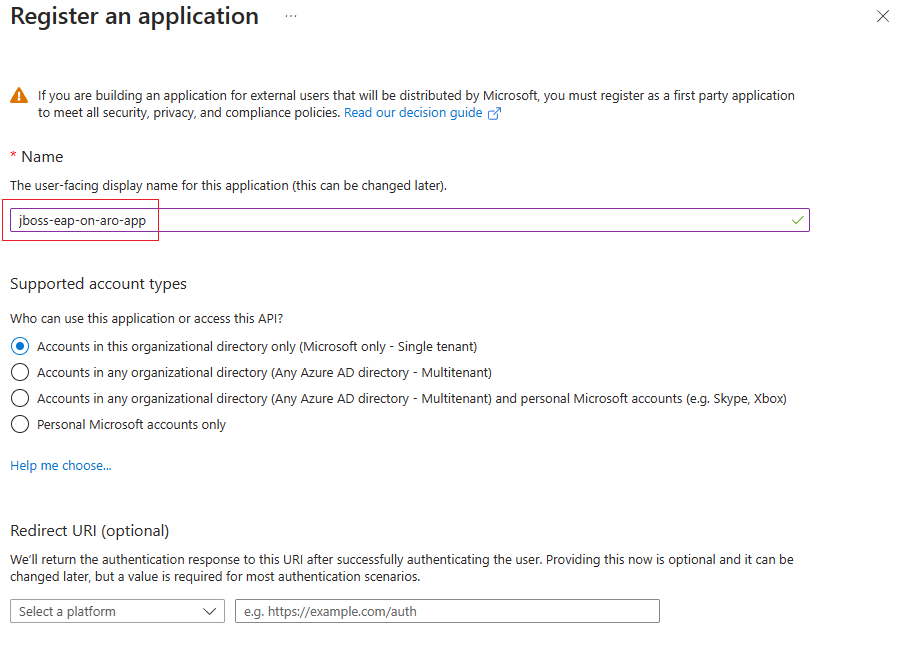 Register an application ...
If you are building an application for external users that will be distributed by Microsoft, you must register as a first party application
to meet all security, privacy, and compliance policies. Read our decision guide
* Name
The user-facing display name for this application (this can be changed later).
jboss-eap-on-aro-app
Supported account types
Who can use this application or access this API?
Accounts in this organizational directory only (Microsoft only - Single tenant)
Accounts in any organizational directory (Any Azure AD directory - Multitenant)
Accounts in any organizational directory (Any Azure AD directory - Multitenant) and personal Microsoft accounts (e.g. Skype, Xbox)
Personal Microsoft accounts only
Help me choose...
Redirect URI (optional)
We'll return the authentication response to this URI after successfully authenticating the user. Providing this now is optional and it can be
changed later, but a value is required for most authentication scenarios.
Select a platform
e.g. https://example.com/auth